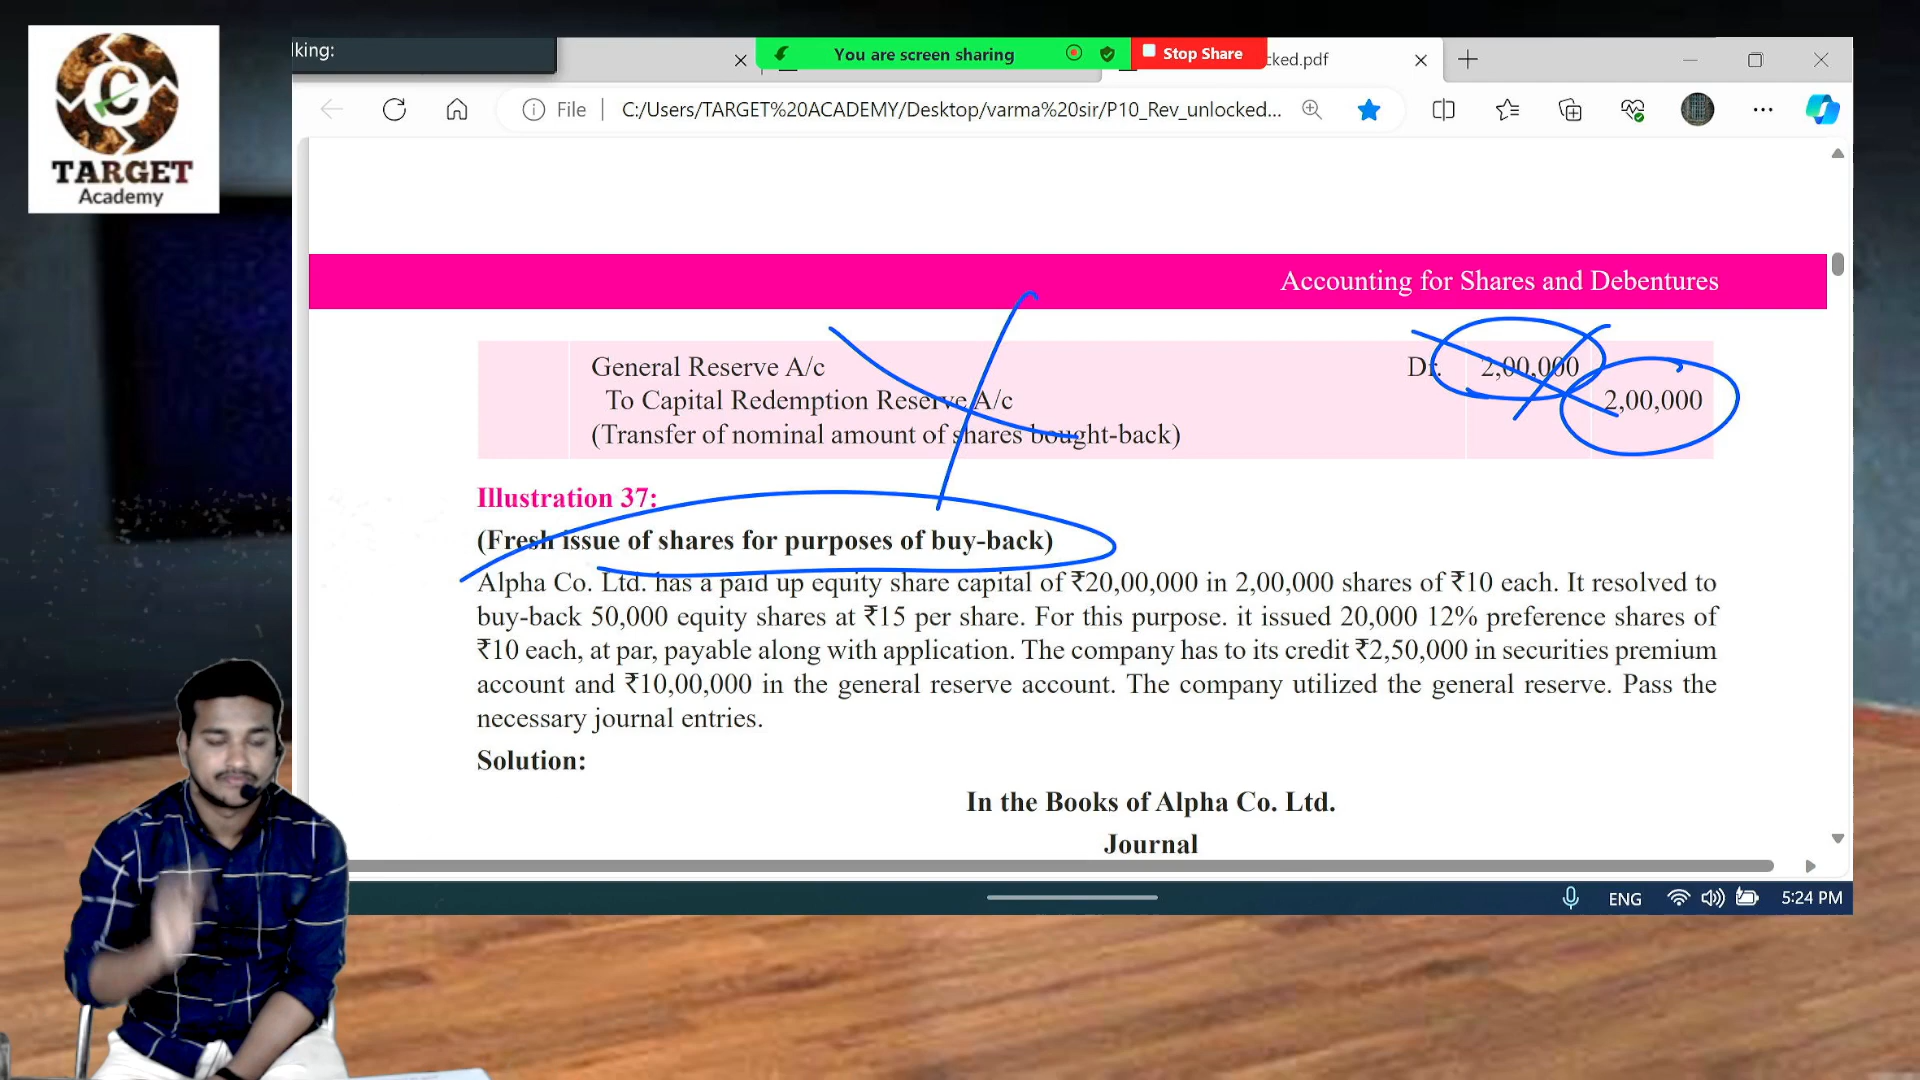 TARGET
Academy
lking:
You are screen sharing
Stop Share
cked.pdf
File
C:/Users/TARGET%20ACADEMY/Desktop/varma%20sir/P10_Rev_unlocked...
Accounting for Shares and Debentures
General Reserve A/c Dr. 2,00,000
To Capital Redemption Reserve A/c 2,00,000
(Transfer of nominal amount of shares bought-back)
Illustration 37:
(Fresh issue of shares for purposes of buy-back)
Alpha Co. Ltd. has a paid up equity share capital of ₹20,00,000 in 2,00,000 shares of ₹10 each. It resolved to
buy-back 50,000 equity shares at ₹15 per share. For this purpose. it issued 20,000 12% preference shares of
₹10 each, at par, payable along with application. The company has to its credit ₹2,50,000 in securities premium
account and ₹10,00,000 in the general reserve account. The company utilized the general reserve. Pass the
necessary journal entries.
Solution:
In the Books of Alpha Co. Ltd.
Journal
ENG
5:24 PM